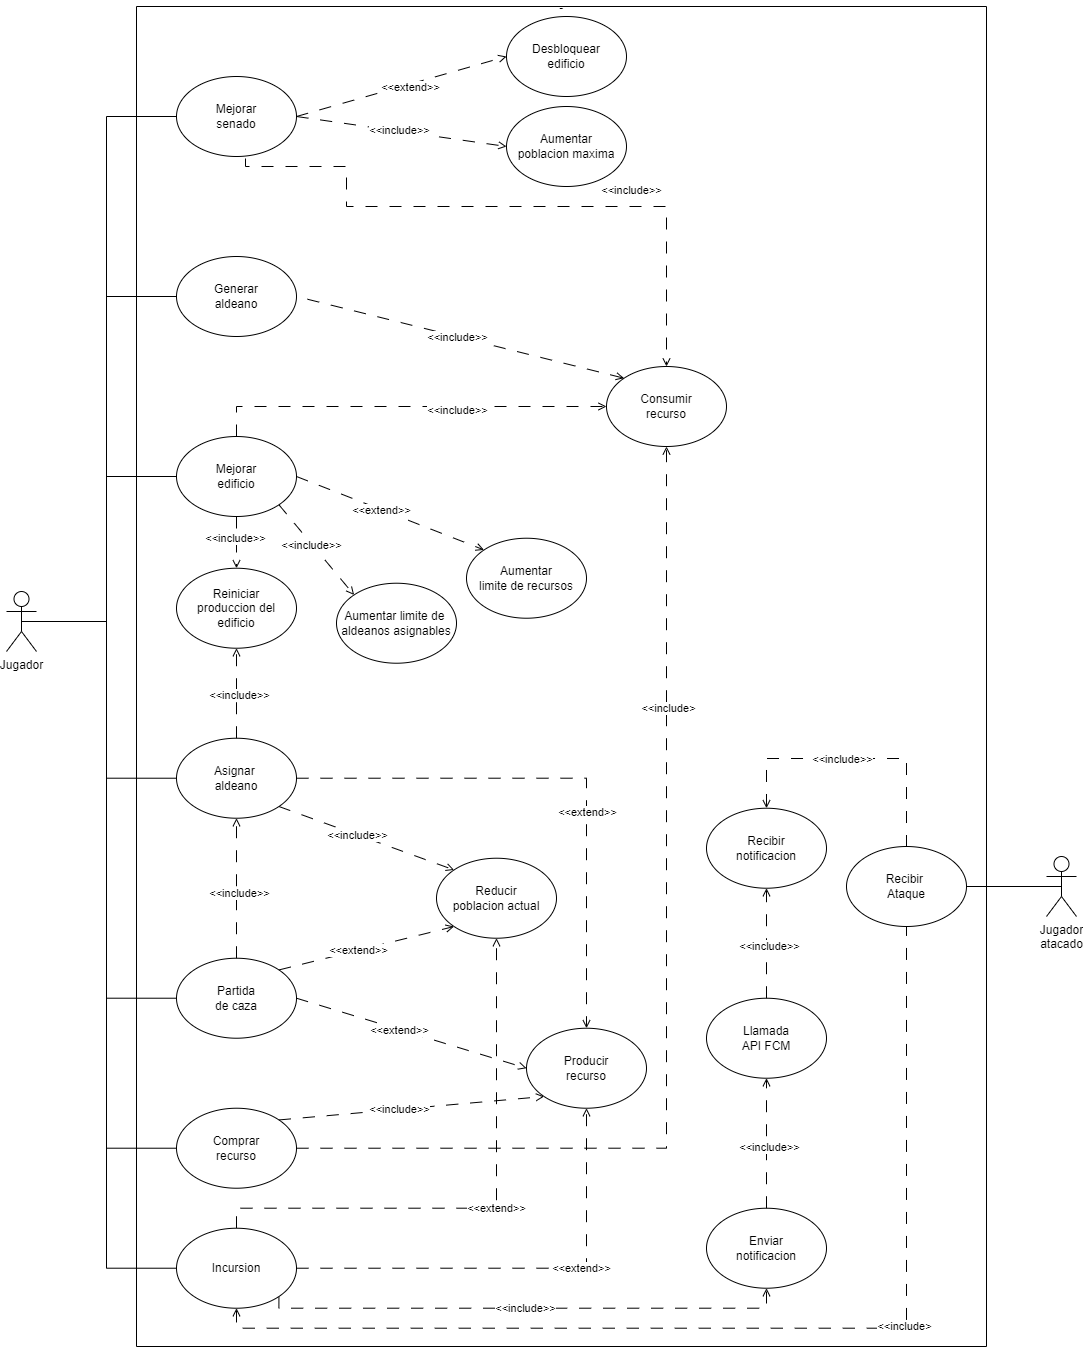 Desbloquear
edificio
<<extend>>
Mejorar
senado
<<include>>
Aumentar
poblacion maxima
<<include>>
Generar
aldeano
<<include>>
Consumir
recurso
<<include>>
Mejorar
edificio
<<extend>>
<<include>>
<<include>>
Aumentar
limite de recursos
Reiniciar
produccion del
edificio
Aumentar limite de
aldeanos asignables
Jugador
<<include>>
<<include>
<<include>>
Asignar
aldeano
<<extend>>
<<include>>
Recibir
notificacion
Reducir
poblacion actual
Recibir
Ataque
<<include>>
Jugador
atacado
<<extend>>
<<include>>
Partida
de caza
<<extend>>
Llamada
API FCM
Producir
recurso
<<include>>
Comprar
recurso
<<include>>
<<extend>>
Enviar
notificacion
Incursion
<<extend>>
<<include>>
<<include>